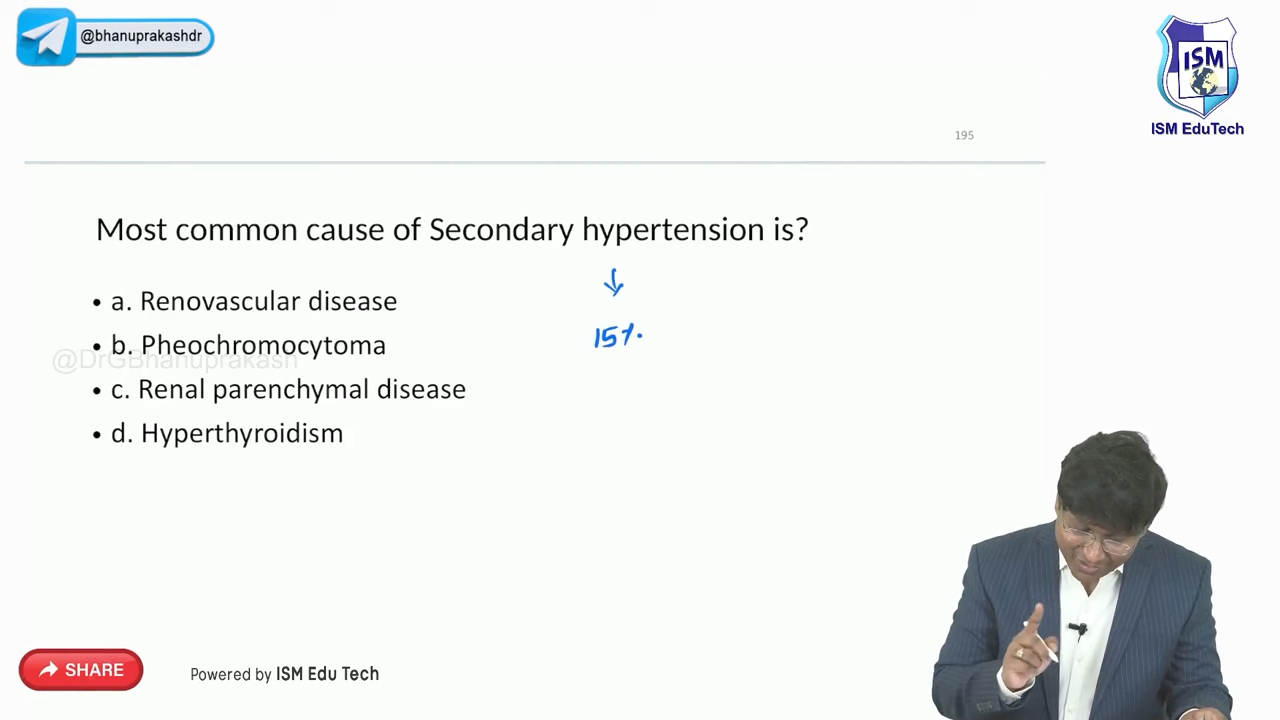 @bhanuprakashdr
ISM
ISM EduTech
195
Most common cause of Secondary hypertension is?
• a. Renovascular disease
15%
• b. Pheochromocytoma
@DrGBhanuprakash
• c. Renal parenchymal disease
• d. Hyperthyroidism
SHARE
Powered by ISM Edu Tech